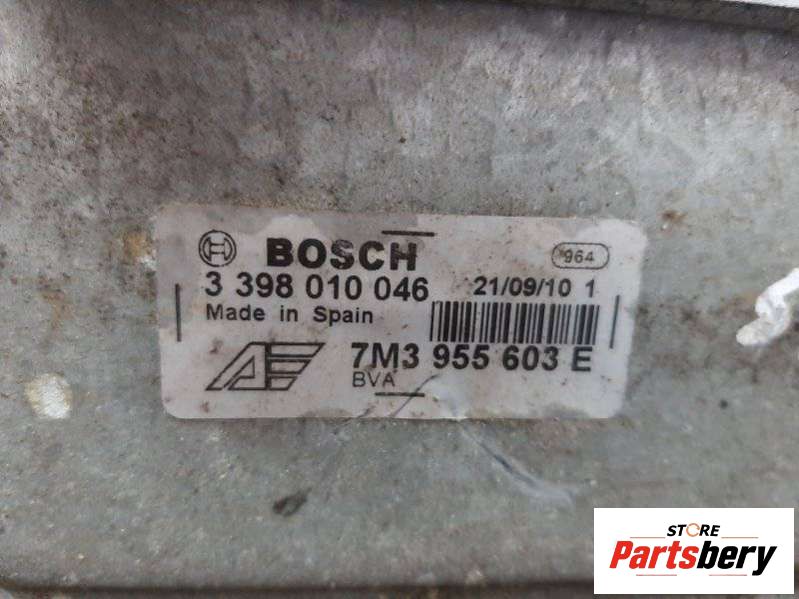 BOSCH 964
3 398 010 046 21/09/10 1
Made in Spain
AE 7M3 955 603 E
BVA
STORE
Partsbery